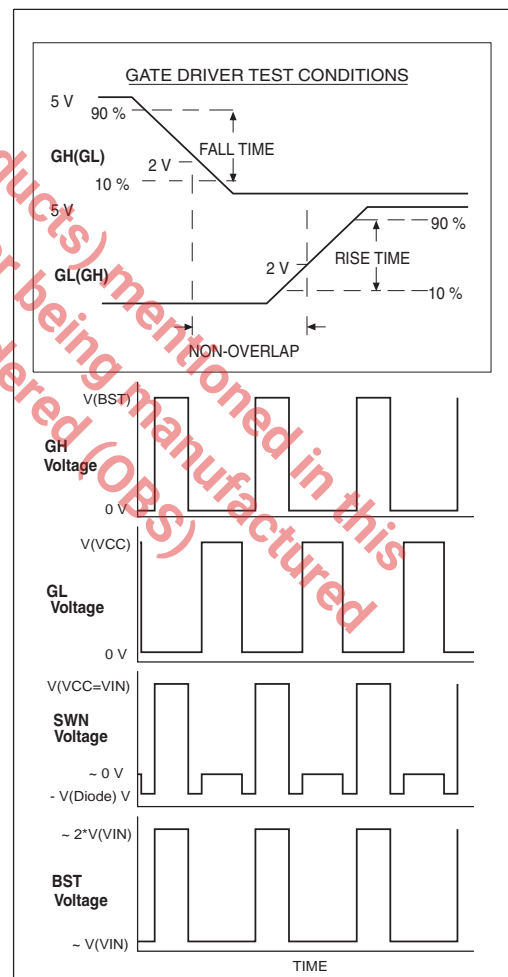 GATE DRIVER TEST CONDITIONS
5 V
90 %
FALL TIME
GH(GL)
2 V
10 %
5 V
90 %
2 V
RISE TIME
GL(GH)
10 %
NON-OVERLAP
V(BST)
GH
Voltage
0 V
V(VCC)
GL
Voltage
0 V
V(VCC=VIN)
SWN
Voltage
~ 0 V
- V(Diode) V
~ 2*V(VIN)
BST
Voltage
~ V(VIN)
TIME
ducts) mentioned in this
r being manufactured
dered (OBS)